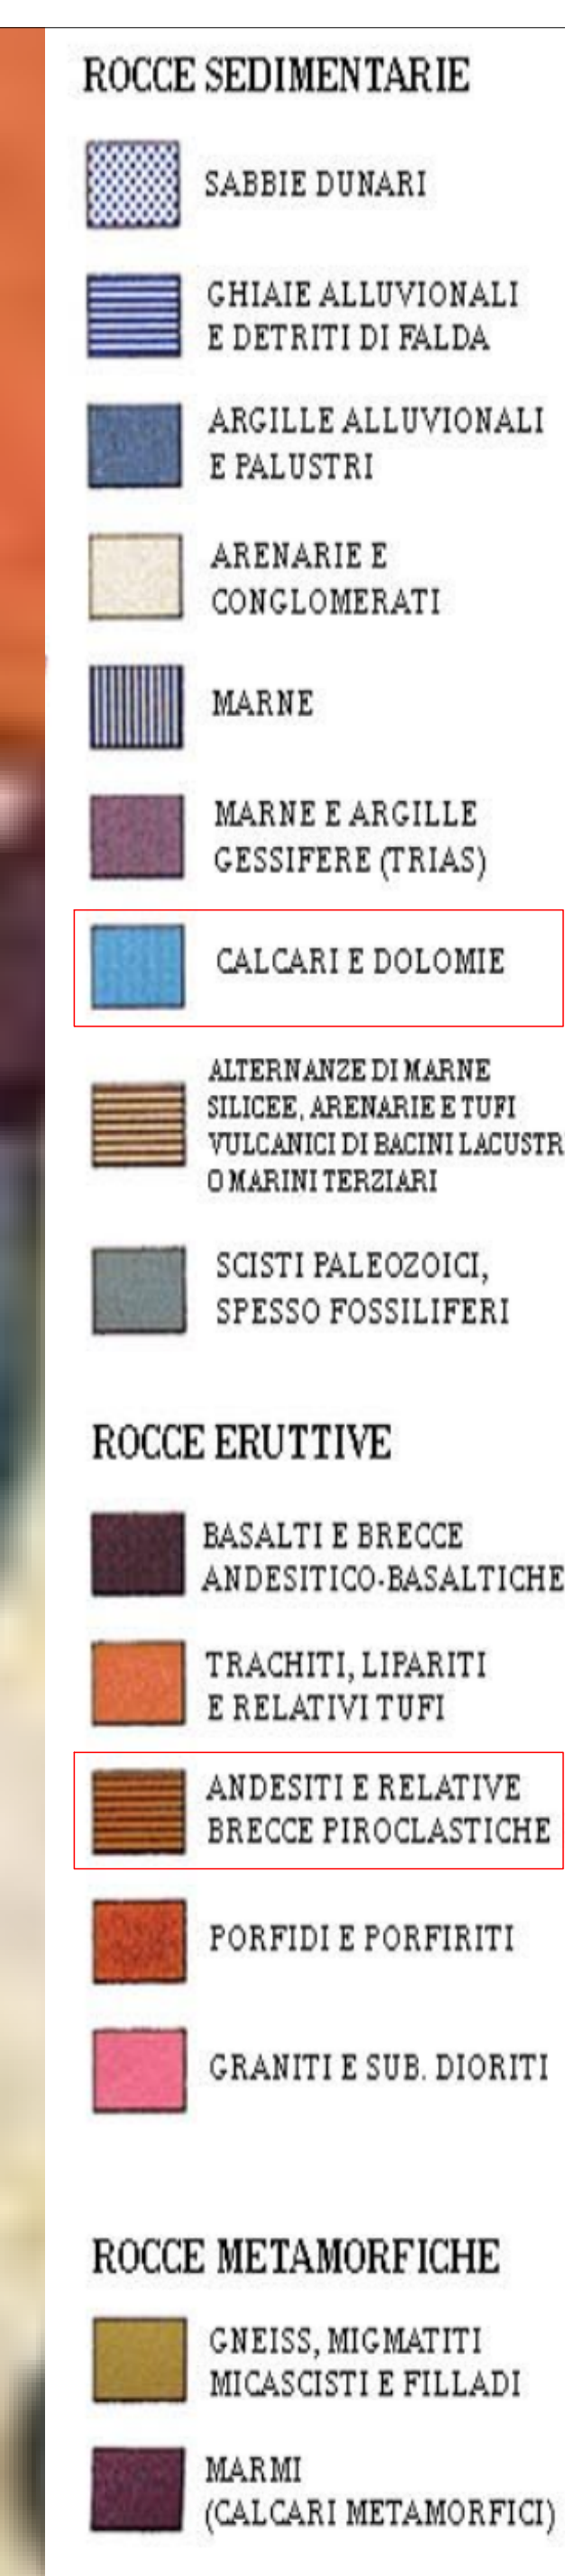 ROCCE SEDIMENTARIE
SABBIE DUNARI
GHIAIE ALLUVIONALI
E DETRITI DI FALDA
ARGILLE ALLUVIONALI
E PALUSTRI
ARENARIE E
CONGLOMERATI
MARNE
MARNE E ARGILLE
GESSIFERE (TRIAS)
CALCARI E DOLOMIE
ALTERNANZE DI MARNE
SILICEE, ARENARIE E TUFI
VULCANICI DI BACINI LACUSTR
O MARINI TERZIARI
SCISTI PALEOZOICI,
SPESSO FOSSILIFERI
ROCCE ERUTTIVE
BASALTI E BRECCE
ANDESITICO-BASALTICHE
TRACHITI, LIPARITI
E RELATIVI TUFI
ANDESITI E RELATIVE
BRECCE PIROCLASTICHE
PORFIDI E PORFIRITI
GRANITI E SUB. DIORITI
ROCCE METAMORFICHE
GNEISS, MIGMATITI
MICASCISTI E FILLADI
MARMI
(CALCARI METAMORFICI)